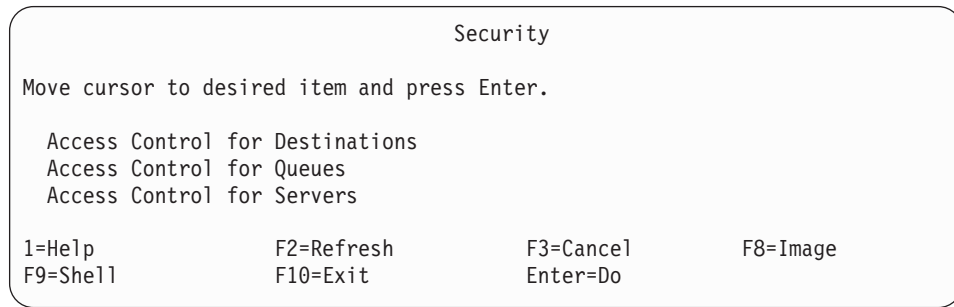 Security
Move cursor to desired item and press Enter.
Access Control for Destinations
Access Control for Queues
Access Control for Servers
1=Help F2=Refresh F3=Cancel F8=Image
F9=Shell F10=Exit Enter=Do